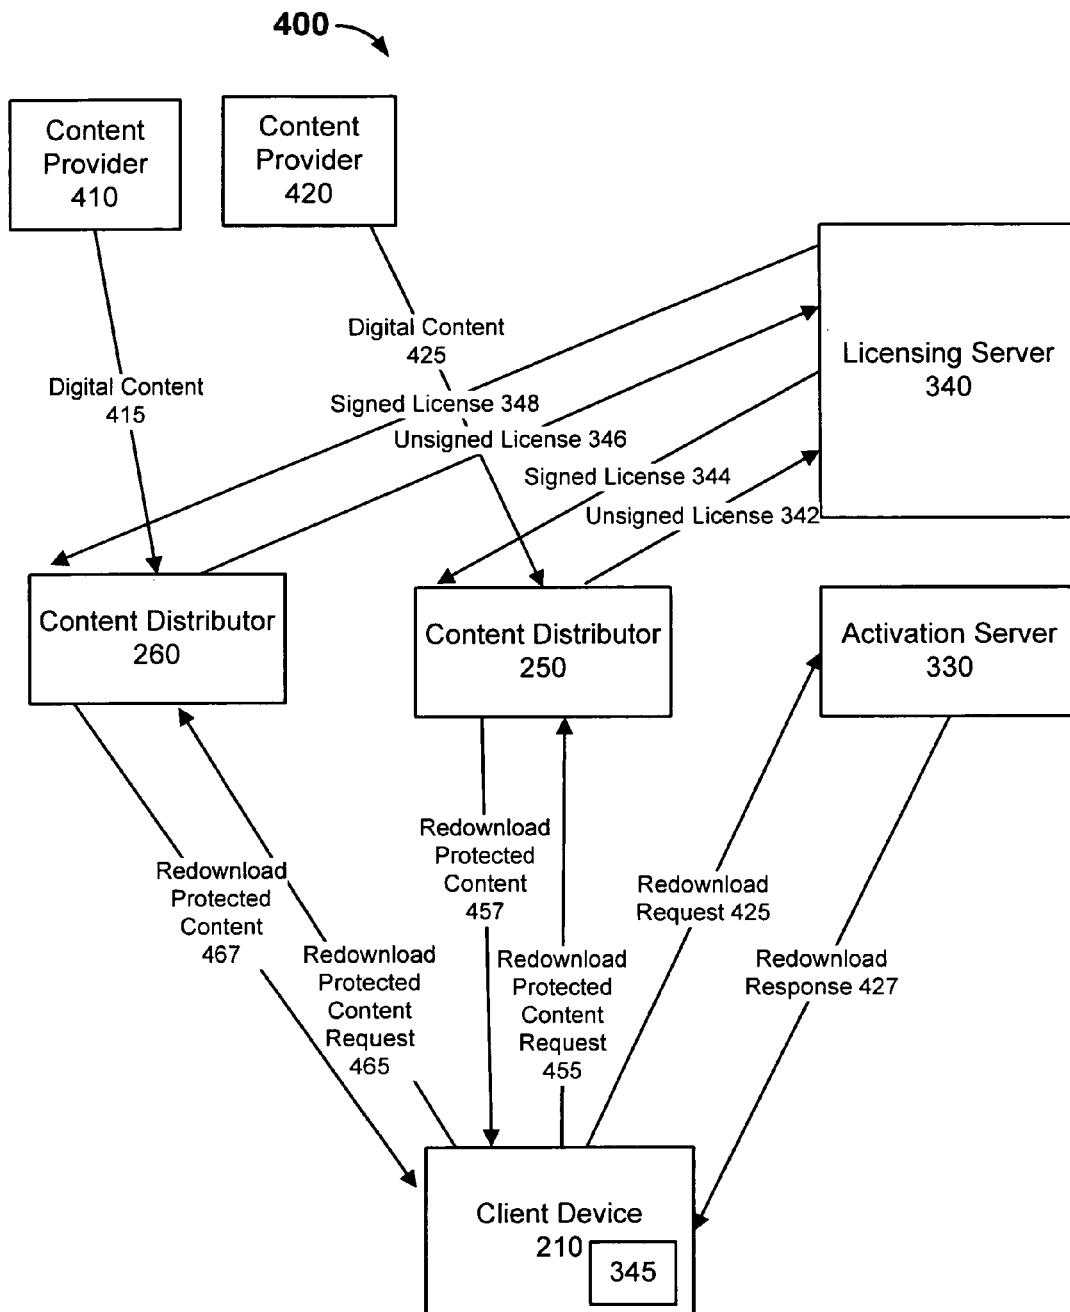 400
Content
Provider
410
Content
Provider
420
Licensing Server
340
Digital Content
425
Digital Content
415
Signed License 348
Unsigned License 346
Signed License 344
Unsigned License 342
Content Distributor
260
Content Distributor
250
Activation Server
330
Redownload
Protected
Content
467
Redownload
Protected
Content
Request
465
Redownload
Protected
Content
457
Redownload
Protected
Content
Request
455
Redownload
Request 425
Redownload
Response 427
Client Device
210
345